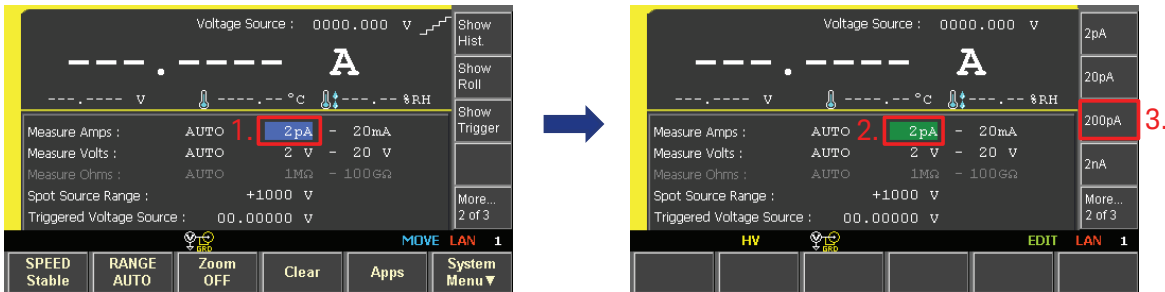 Voltage Source : 0000.000 V
---.---- A
---.---- V ----.--°C ---.-- %RH
Measure Amps : AUTO 1. 2pA - 20mA
Measure Volts : AUTO 2 V - 20 V
Measure Ohms : AUTO 1MΩ - 100GΩ
Spot Source Range : +1000 V
Triggered Voltage Source : 00.00000 V
Show Hist.
Show Roll
Show Trigger
More...
2 of 3
GRD MOVE LAN 1
SPEED Stable
RANGE AUTO
Zoom OFF
Clear
Apps
System Menu▼
Voltage Source : 0000.000 V
---.---- A
---.---- V ----.--°C ---.-- %RH
Measure Amps : AUTO 2. 2pA - 20mA
Measure Volts : AUTO 2 V - 20 V
Measure Ohms : AUTO 1MΩ - 100GΩ
Spot Source Range : +1000 V
Triggered Voltage Source : 00.00000 V
2pA
20pA
200pA 3.
2nA
More...
2 of 3
HV GRD EDIT LAN 1